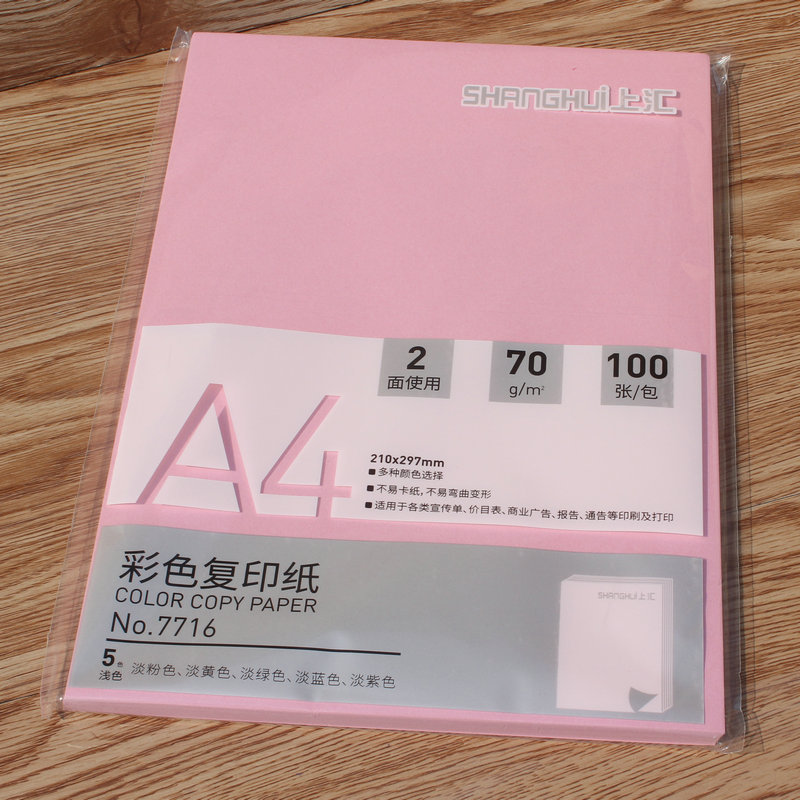 SHANGHUi上汇
2
面使用
70
g/m²
100
张/包
A4
210x297mm
■多种颜色选择
■不易卡纸,不易弯曲变形
■适用于各类宣传单、价目表、商业广告、报告、通告等印刷及打印
彩色复印纸
COLOR COPY PAPER
No.7716
5色
浅色
淡粉色、淡黄色、淡绿色、淡蓝色、淡紫色
SHANGHUi上汇